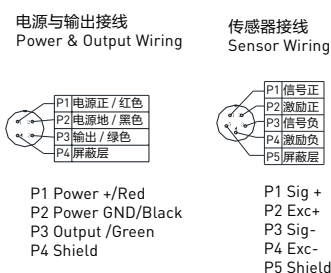 电源与输出接线
Power & Output Wiring
P1 电源正 / 红色
P2 电源地 / 黑色
P3 输出 / 绿色
P4 屏蔽层
P1 Power +/Red
P2 Power GND/Black
P3 Output /Green
P4 Shield
传感器接线
Sensor Wiring
P1 信号正
P2 激励正
P3 信号负
P4 激励负
P5 屏蔽层
P1 Sig +
P2 Exc+
P3 Sig-
P4 Exc-
P5 Shield